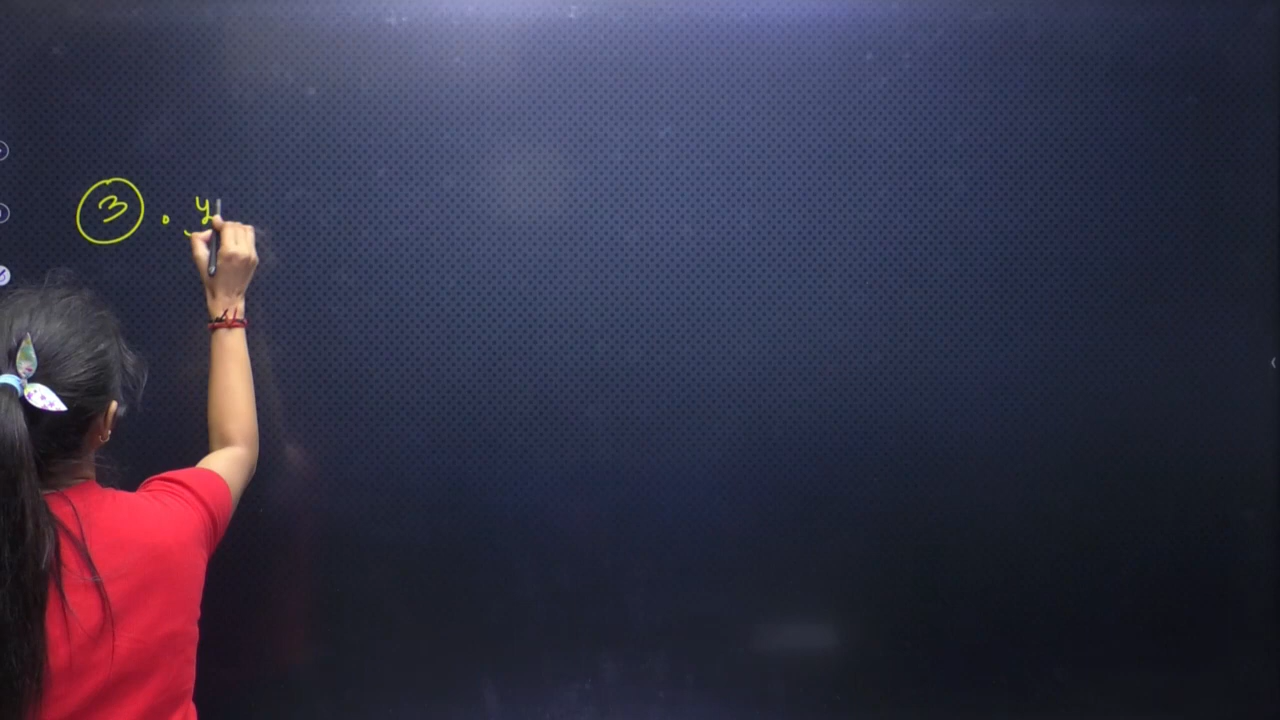 ③ . y